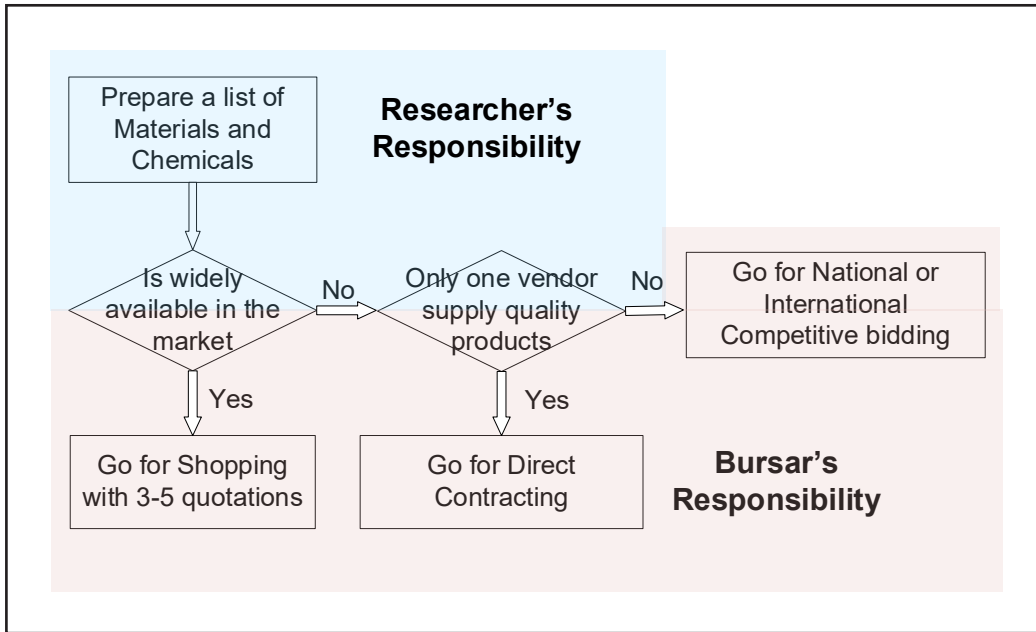 Prepare a list of
Materials and
Chemicals
Researcher's
Responsibility
Is widely
available in the
market
No
Only one vendor
supply quality
products
No
Go for National or
International
Competitive bidding
Yes
Yes
Go for Shopping
with 3-5 quotations
Go for Direct
Contracting
Bursar's
Responsibility